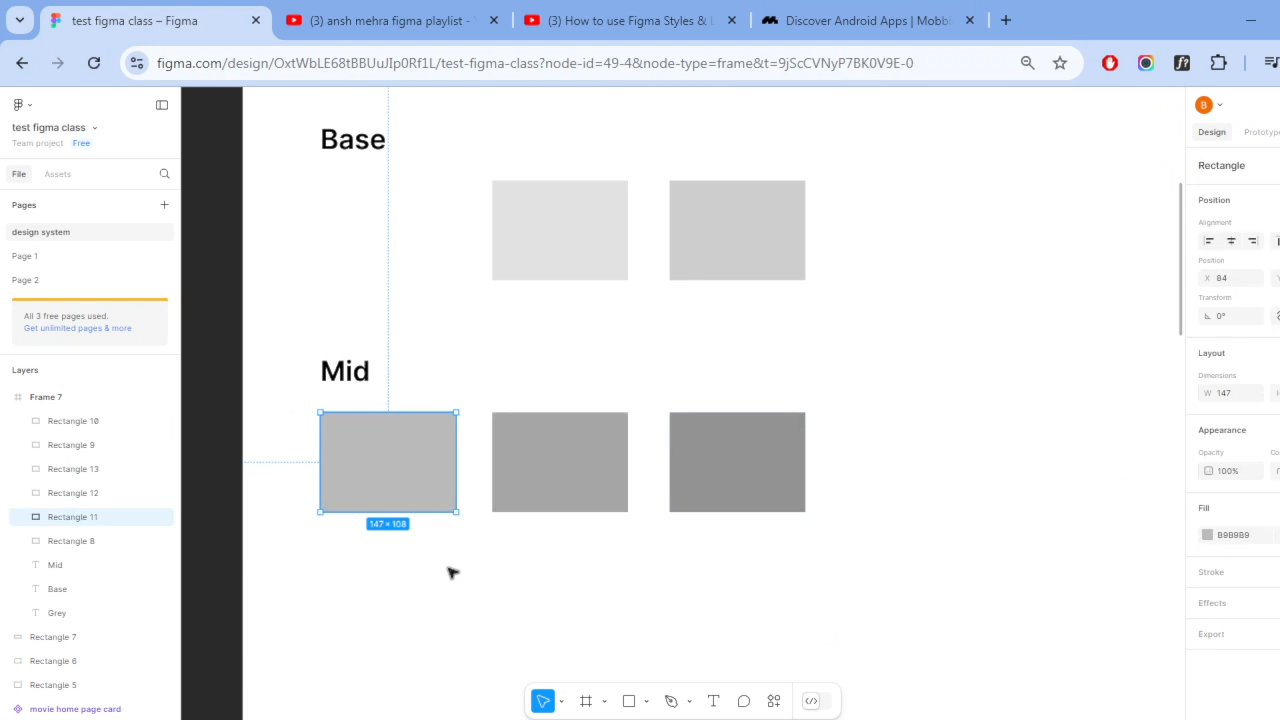 test figma class – Figma
(3) ansh mehra figma playlist -
(3) How to use Figma Styles &
Discover Android Apps | Mobbi
figma.com/design/OxtWbLE68tBBUuJIp0Rf1L/test-figma-class?node-id=49-4&node-type=frame&t=9jScCVNyP7BK0V9E-0
f?
test figma class
Team project Free
File Assets
Pages
design system
Page 1
Page 2
All 3 free pages used.
Get unlimited pages & more
Layers
Frame 7
Rectangle 10
Rectangle 9
Rectangle 13
Rectangle 12
Rectangle 11
Rectangle 8
Mid
Base
Grey
Rectangle 7
Rectangle 6
Rectangle 5
movie home page card
Base
Mid
147 × 108
B
Design Prototype
Rectangle
Position
Alignment
Position
X 84
Transform
0°
Layout
Dimensions
W 147
Appearance
Opacity
100%
Fill
B9B9B9
Stroke
Effects
Export